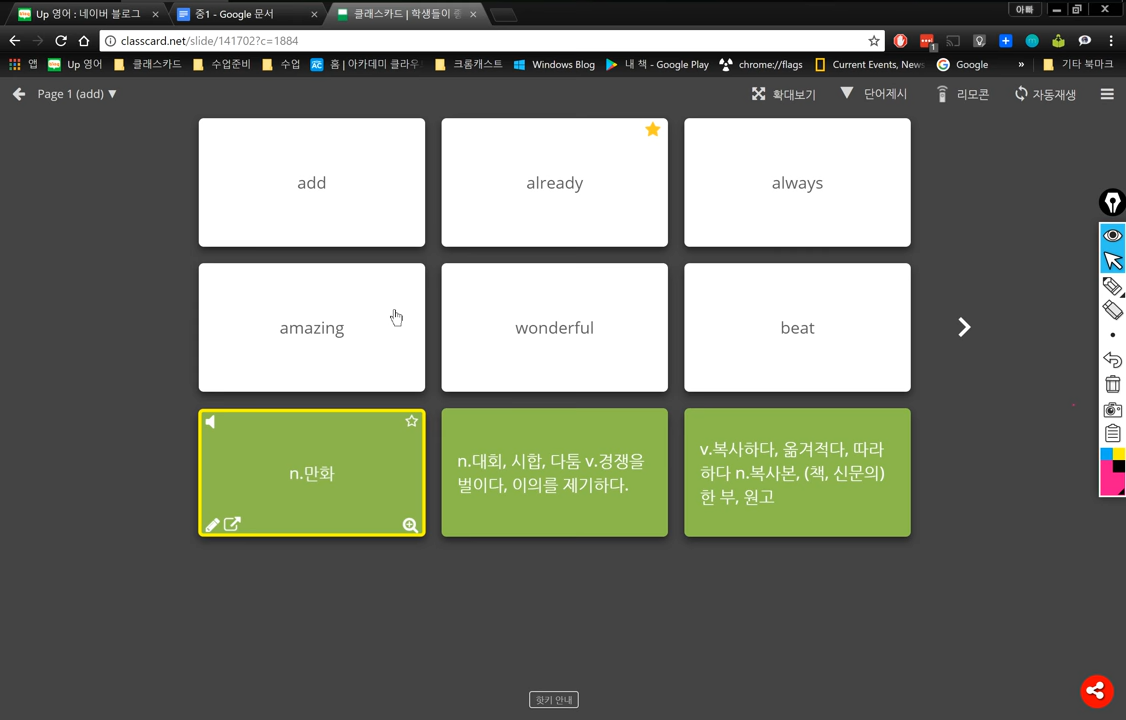 Up 영어 : 네이버 블로그
중1 - Google 문서
클래스카드 | 학생들이 좋
아빠
classcard.net/slide/141702?c=1884
1
앱
Up 영어
클래스카드
수업준비
수업
홈 | 아카데미 클라우
크롬캐스트
Windows Blog
내 책 - Google Play
chrome://flags
Current Events, News
Google
»
기타 북마크
Page 1 (add) ▼
확대보기
단어제시
리모콘
자동재생
add
already
always
amazing
wonderful
beat
n.만화
n.대회, 시합, 다툼 v.경쟁을
벌이다, 이의를 제기하다.
v.복사하다, 옮겨적다, 따라
하다 n.복사본, (책, 신문의)
한 부, 원고
핫키 안내